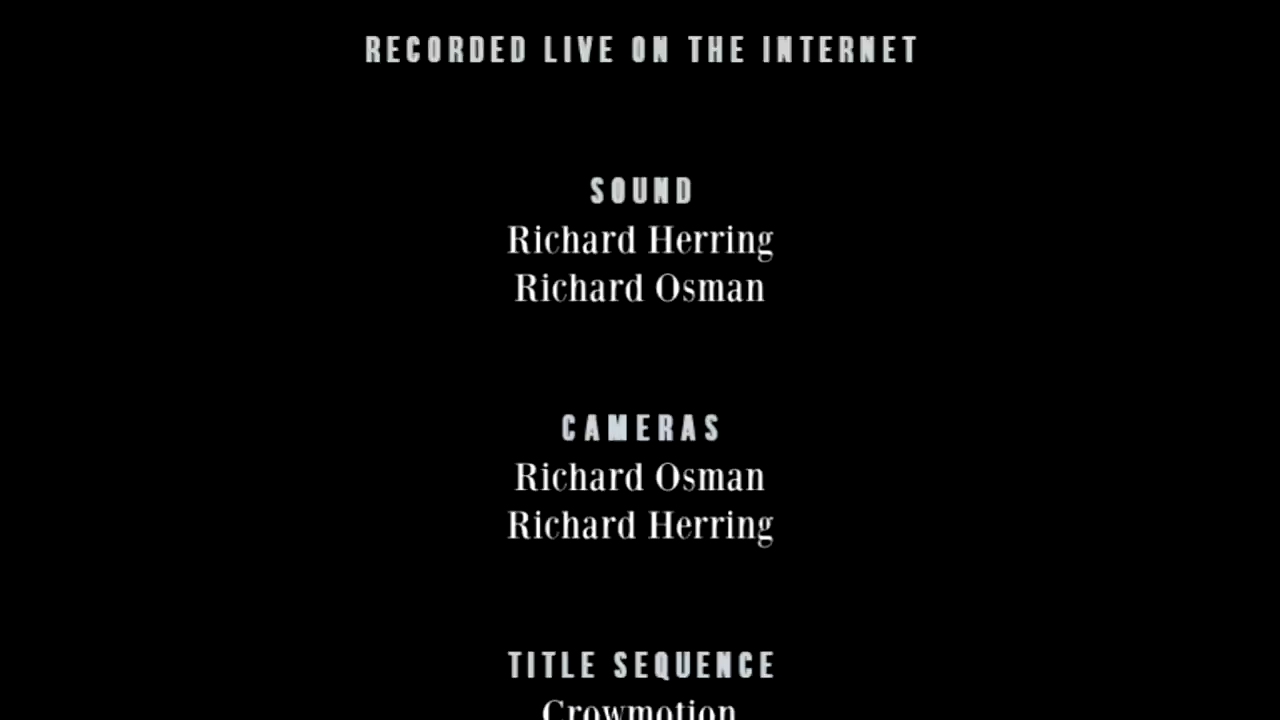 RECORDED LIVE ON THE INTERNET
SOUND
Richard Herring
Richard Osman
CAMERAS
Richard Osman
Richard Herring
TITLE SEQUENCE
Crowmotion